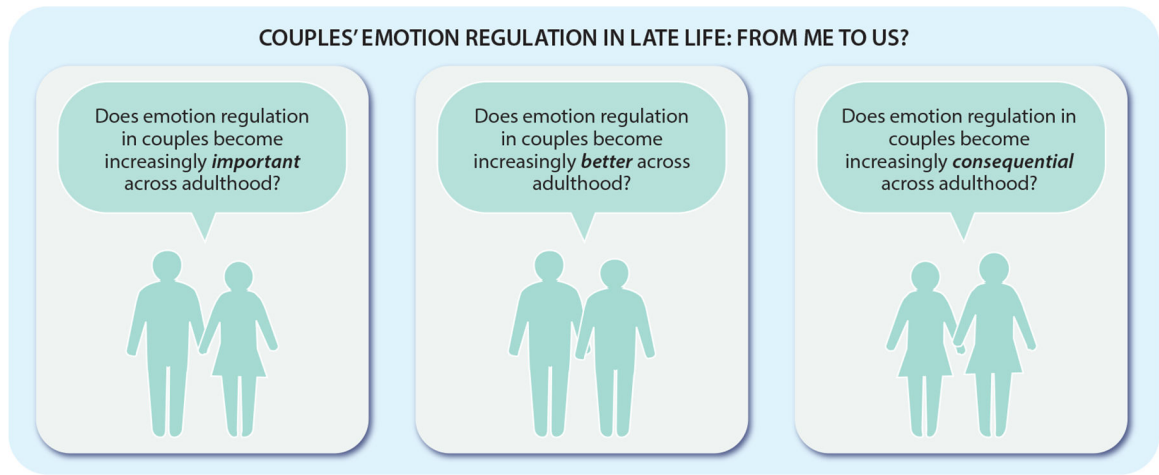 COUPLES' EMOTION REGULATION IN LATE LIFE: FROM ME TO US?
Does emotion regulation
in couples become
increasingly important
across adulthood?
Does emotion regulation
in couples become
increasingly better across
adulthood?
Does emotion regulation in
couples become
increasingly consequential
across adulthood?